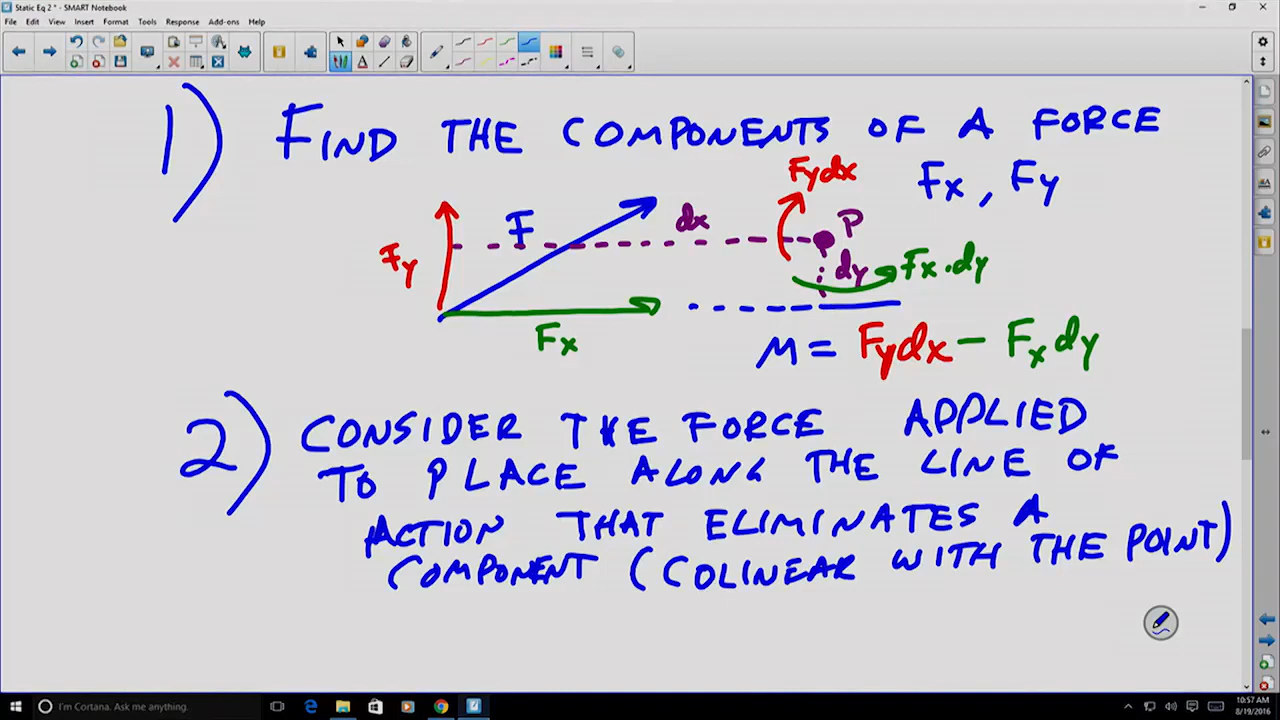 Static Eq 2 * - SMART Notebook
File Edit View Insert Format Tools Response Add-ons Help
1) FIND THE COMPONENTS OF A FORCE
Fx, Fy
Fydx
F
dx
P
Fy
dy
Fx·dy
Fx
M = Fydx - Fxdy
2) CONSIDER THE FORCE APPLIED
TO PLACE ALONG THE LINE OF
ACTION THAT ELIMINATES A
COMPONENT (COLINEAR WITH THE POINT)
I'm Cortana. Ask me anything.
10:57 AM
8/19/2016